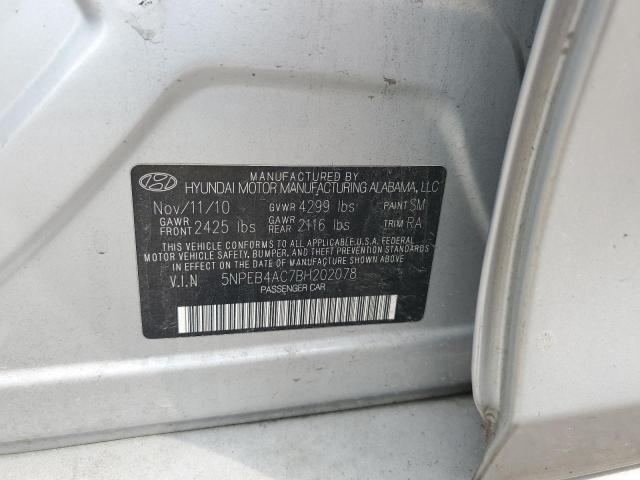 MANUFACTURED BY
HYUNDAI MOTOR MANUFACTURING ALABAMA, LLC
Nov/11/10 GVWR 4299 lbs PAINT SM
GAWR FRONT 2425 lbs GAWR REAR 2116 lbs TRIM RA
THIS VEHICLE CONFORMS TO ALL APPLICABLE U.S.A. FEDERAL
MOTOR VEHICLE SAFETY, BUMPER, AND THEFT
STANDARDS IN EFFECT ON THE DATE OF MANUFACTURE SHOWN ABOVE.
V.I.N 5NPEB4AC7BH202078
PASSENGER CAR